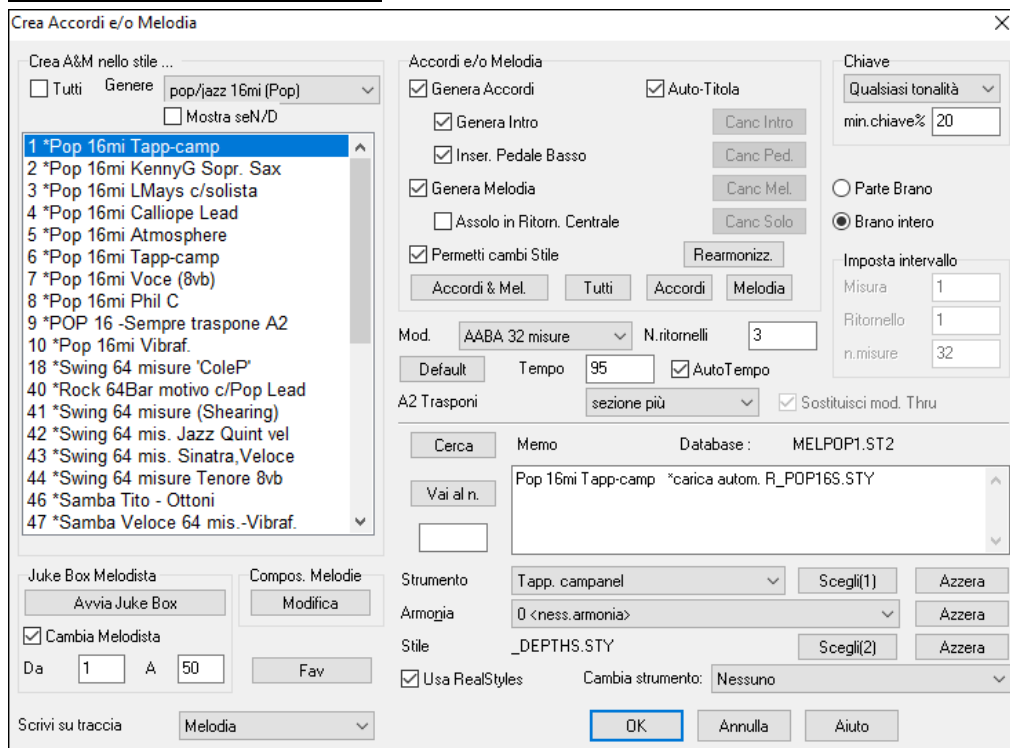 Crea Accordi e/o Melodia
Crea A&M nello stile ...
Tutti Genere pop/jazz 16mi (Pop)
Mostra seN/D
1 *Pop 16mi Tapp-camp
2 *Pop 16mi KennyG Sopr. Sax
3 *Pop 16mi LMays c/solista
4 *Pop 16mi Calliope Lead
5 *Pop 16mi Atmosphere
6 *Pop 16mi Tapp-camp
7 *Pop 16mi Voce (8vb)
8 *Pop 16mi Phil C
9 *POP 16 -Sempre traspone A2
10 *Pop 16mi Vibraf.
18 *Swing 64 misure 'ColeP'
40 *Rock 64Bar motivo c/Pop Lead
41 *Swing 64 misure (Shearing)
42 *Swing 64 mis. Jazz Quint vel
43 *Swing 64 mis. Sinatra,Veloce
44 *Swing 64 misure Tenore 8vb
46 *Samba Tito - Ottoni
47 *Samba Veloce 64 mis.-Vibraf.
Juke Box Melodista
Avvia Juke Box
Cambia Melodista
Da 1 A 50
Compos. Melodie
Modifica
Fav
Scrivi su traccia Melodia
Accordi e/o Melodia
Genera Accordi Auto-Titola
Genera Intro Canc Intro
Inser. Pedale Basso Canc Ped.
Genera Melodia Canc Mel.
Assolo in Ritorn. Centrale Canc Solo
Permetti cambi Stile Rearmonizz.
Accordi & Mel. Tutti Accordi Melodia
Chiave
Qualsiasi tonalità
min.chiave% 20
Parte Brano
Brano intero
Imposta intervallo
Misura 1
Ritornello 1
n.misure 32
Mod. AABA 32 misure N.ritornelli 3
Default Tempo 95 AutoTempo
A2 Trasponi sezione più Sostituisci mod. Thru
Cerca Memo Database : MELPOP1.ST2
Vai al n.
Pop 16mi Tapp-camp *carica autom. R_POP16S.STY
Strumento Tapp. campanel Scegli(1) Azzera
Armonia 0 <ness.armonia> Azzera
Stile _DEPTHS.STY Scegli(2) Azzera
Usa RealStyles Cambia strumento: Nessuno
OK Annulla Aiuto